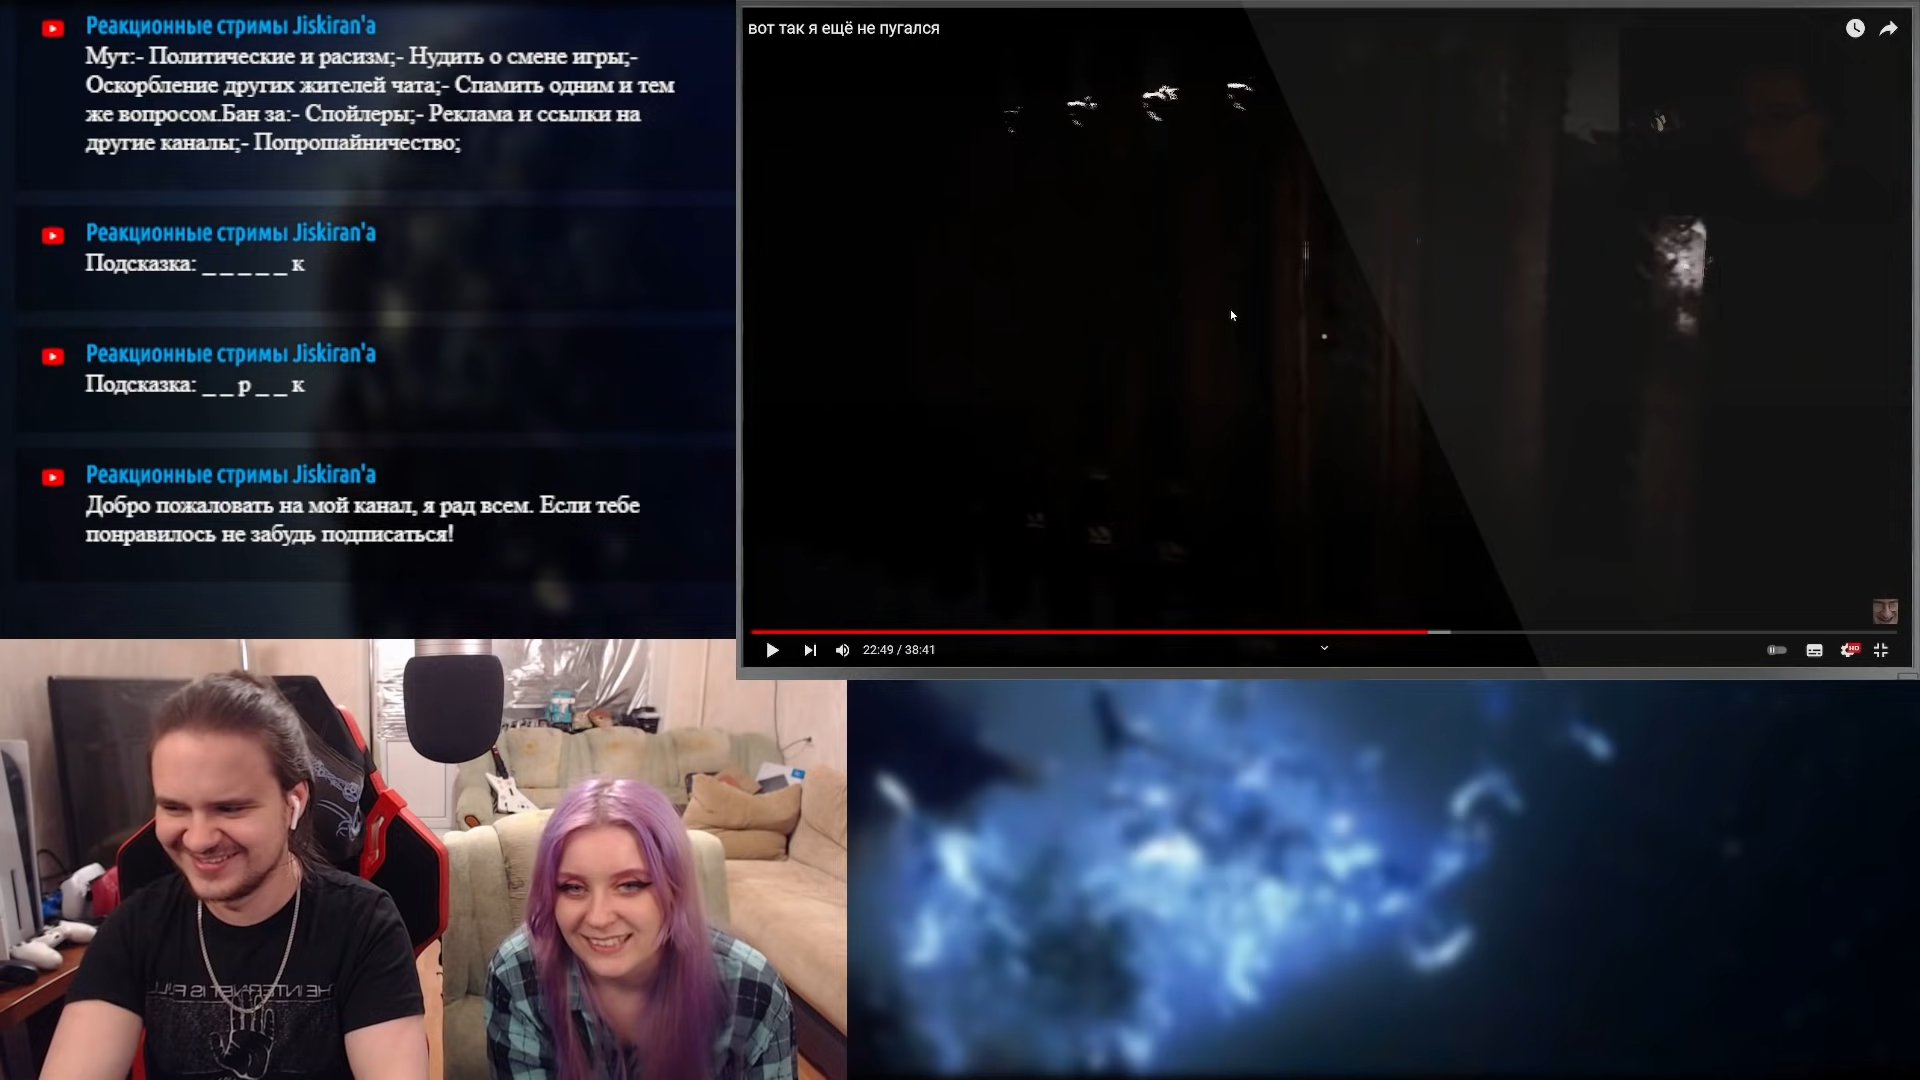 Реакционные стримы Jiskiran'а
Мут:- Политические и расизм;- Нудить о смене игры;-
Оскорбление других жителей чата;- Спамить одним и тем
же вопросом.Бан за:- Спойлеры;- Реклама и ссылки на
другие каналы;- Попрошайничество;
Реакционные стримы Jiskiran'а
Подсказка: _ _ _ _ _ к
Реакционные стримы Jiskiran'а
Подсказка: _ _ р _ _ к
Реакционные стримы Jiskiran'а
Добро пожаловать на мой канал, я рад всем. Если тебе
понравилось не забудь подписаться!
вот так я ещё не пугался
22:49 / 38:41
HD